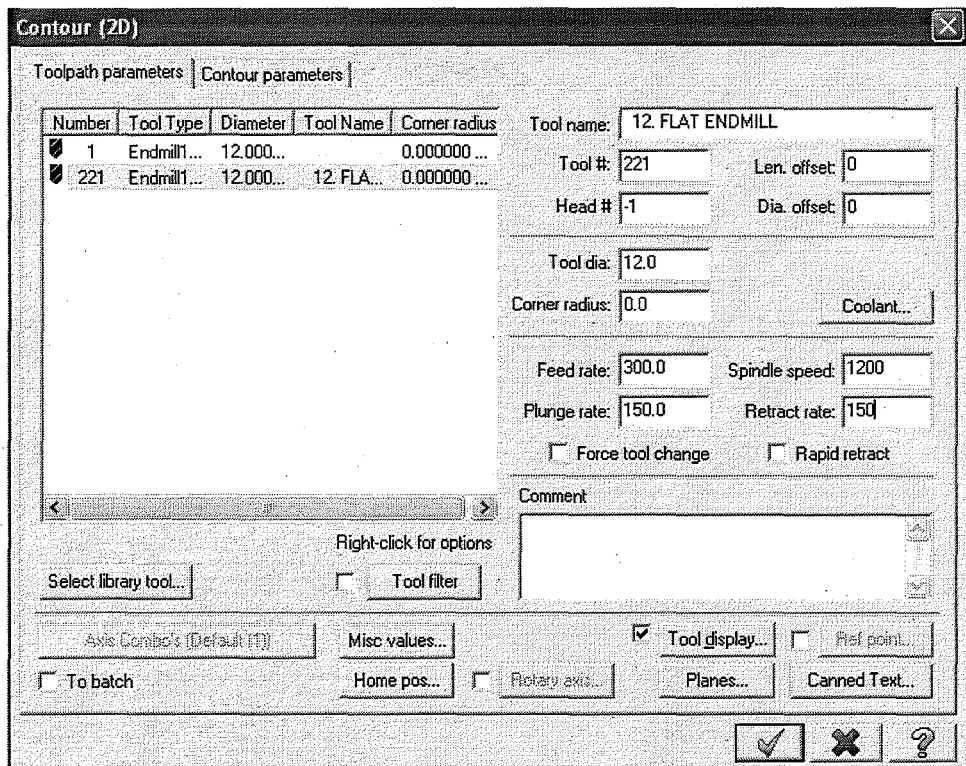 Contour (2D)
Toolpath parameters
Contour parameters
Number Tool Type Diameter Tool Name Corner radius
1 Endmill1... 12.000... 0.000000 ...
221 Endmill1... 12.000... 12. FLA... 0.000000 ...
Right-click for options
Select library tool...
Tool filter
Tool name: 12. FLAT ENDMILL
Tool #: 221
Len. offset: 0
Head # -1
Dia. offset: 0
Tool dia: 12.0
Corner radius: 0.0
Coolant...
Feed rate: 300.0
Spindle speed: 1200
Plunge rate: 150.0
Retract rate: 150
Force tool change
Rapid retract
Comment
Axis Combo's (Default (1))
Misc values...
Tool display...
Ref point...
To batch
Home pos...
Rotary axis...
Planes...
Canned Text...